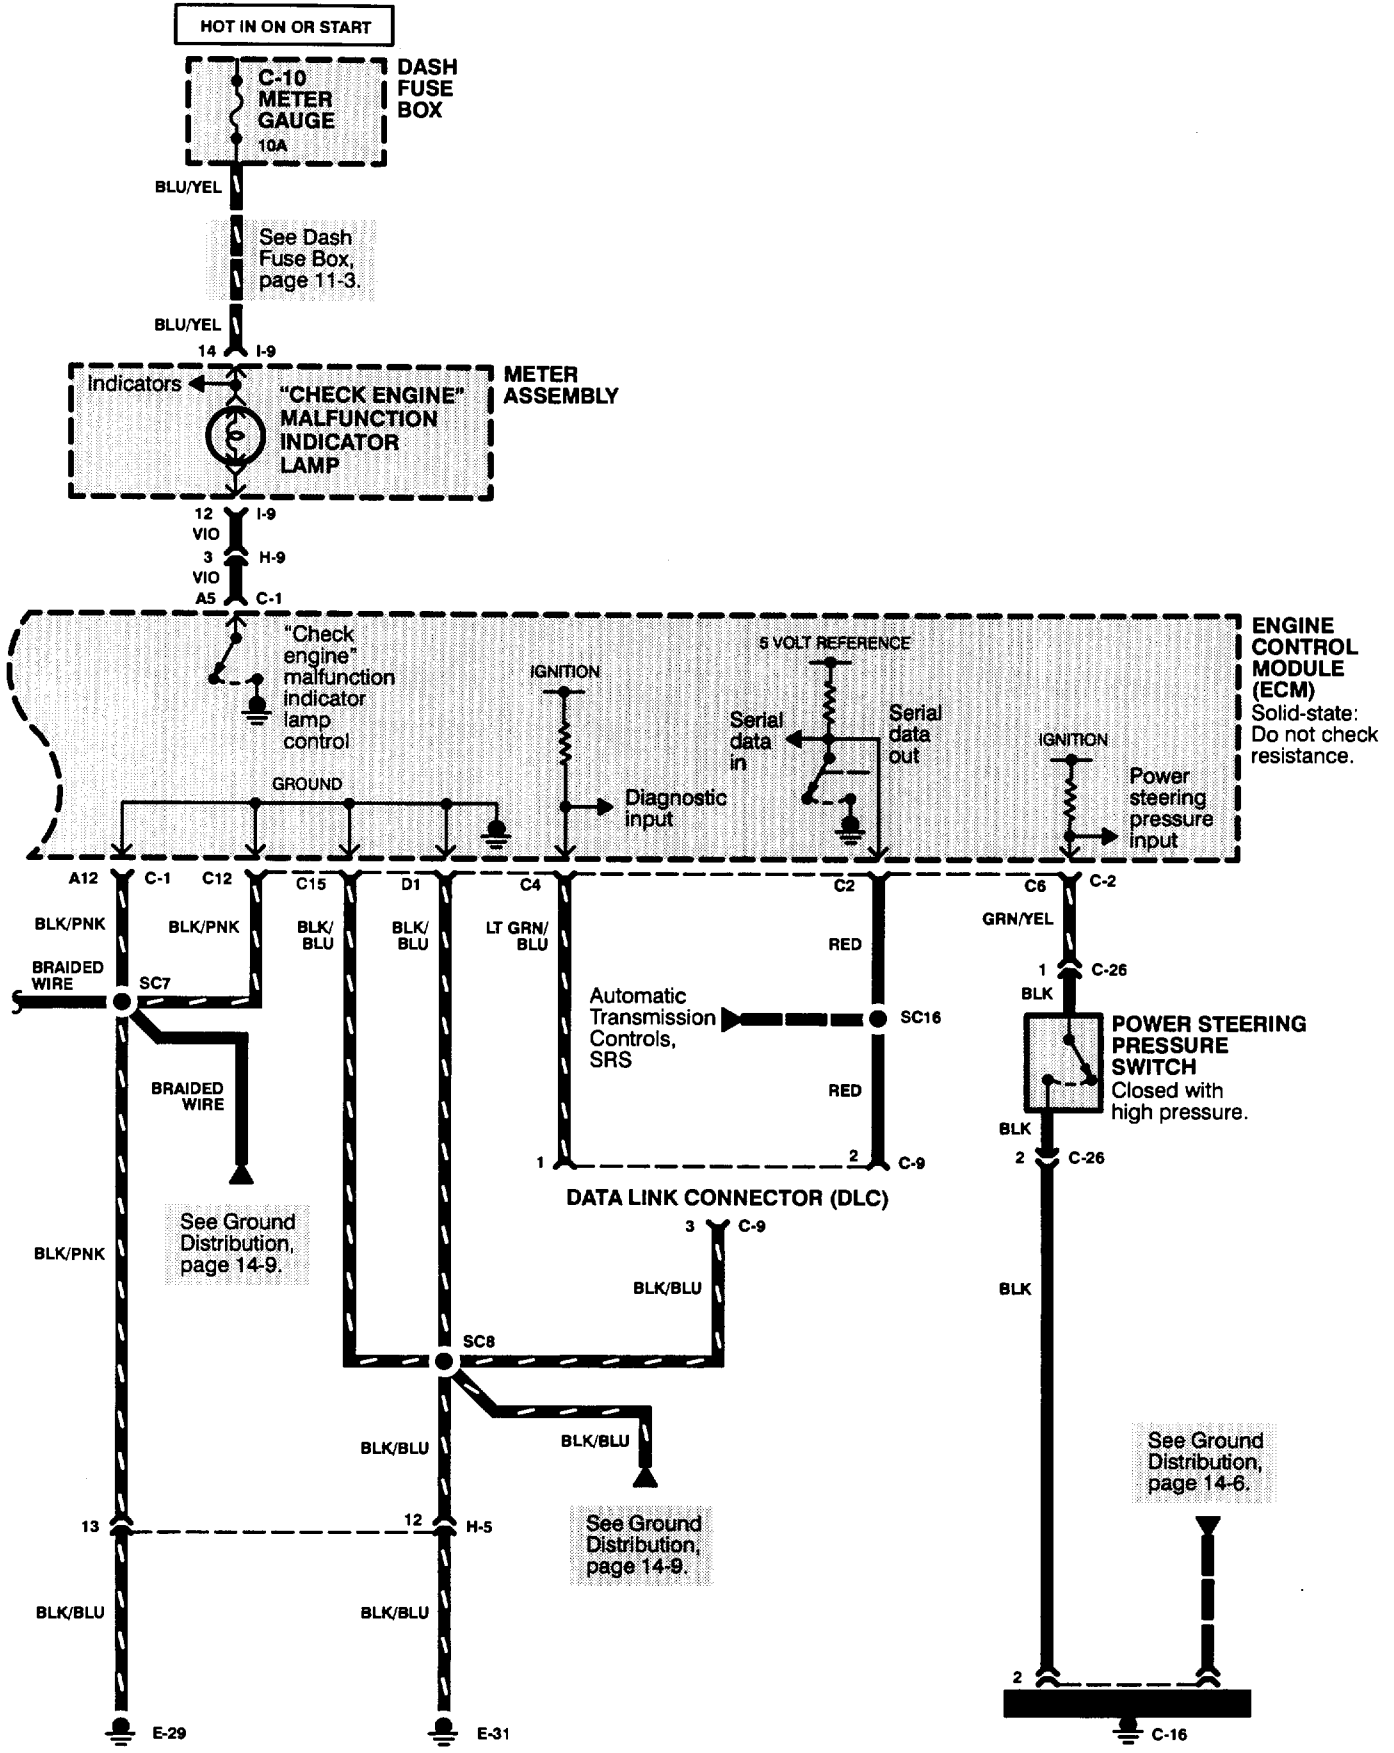 HOT IN ON OR START
C-10
METER
GAUGE
10A
DASH
FUSE
BOX
BLU/YEL
See Dash
Fuse Box,
page 11-3.
BLU/YEL
14 I-9
Indicators
"CHECK ENGINE"
MALFUNCTION
INDICATOR
LAMP
METER
ASSEMBLY
12 I-9
VIO
3 H-9
VIO
A5 C-1
"Check
engine"
malfunction
indicator
lamp
control
IGNITION
5 VOLT REFERENCE
Serial
data
in
Serial
data
out
IGNITION
Power
steering
pressure
input
Diagnostic
input
GROUND
ENGINE
CONTROL
MODULE
(ECM)
Solid-state:
Do not check
resistance.
A12 C-1 C12 C15 D1 C4 C2 C6 C-2
BLK/PNK
BLK/PNK
BLK/
BLU
BLK/
BLU
LT GRN/
BLU
RED
GRN/YEL
BRAIDED
WIRE
SC7
1 C-26
BLK
Automatic
Transmission
Controls,
SRS
SC16
POWER STEERING
PRESSURE
SWITCH
Closed with
high pressure.
BRAIDED
WIRE
RED
BLK
2 C-26
1
2 C-9
DATA LINK CONNECTOR (DLC)
3 C-9
See Ground
Distribution,
page 14-9.
BLK/PNK
BLK/BLU
BLK
SC8
BLK/BLU
BLK/BLU
See Ground
Distribution,
page 14-6.
13
12 H-5
See Ground
Distribution,
page 14-9.
BLK/BLU
BLK/BLU
2
E-29
E-31
C-16